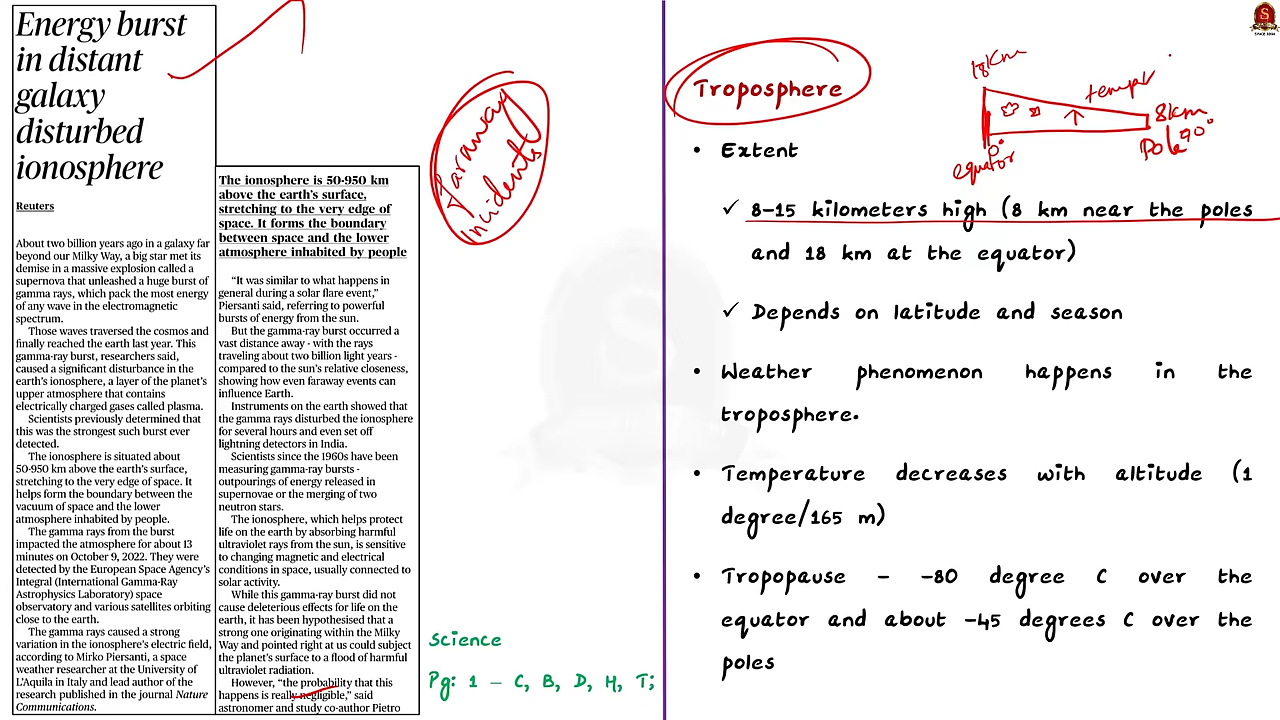 Energy burst
in distant
galaxy
disturbed
ionosphere
Reuters
About two billion years ago in a galaxy far
beyond our Milky Way, a big star met its
demise in a massive explosion called a
supernova that unleashed a huge burst of
gamma rays, which pack the most energy
of any wave in the electromagnetic
spectrum.
Those waves traversed the cosmos and
finally reached the earth last year. This
gamma-ray burst, researchers said,
caused a significant disturbance in the
earth's ionosphere, a layer of the planet's
upper atmosphere that contains
electrically charged gases called plasma.
Scientists previously determined that
this was the strongest such burst ever
detected.
The ionosphere is situated about
50-950 km above the earth's surface,
stretching to the very edge of space. It
helps form the boundary between the
vacuum of space and the lower
atmosphere inhabited by people.
The gamma rays from the burst
impacted the atmosphere for about 13
minutes on October 9, 2022. They were
detected by the European Space Agency's
Integral (International Gamma-Ray
Astrophysics Laboratory) space
observatory and various satellites orbiting
close to the earth.
The gamma rays caused a strong
variation in the ionosphere's electric field,
according to Mirko Piersanti, a space
weather researcher at the University of
L'Aquila in Italy and lead author of the
research published in the journal Nature
Communications.
The ionosphere is 50-950 km
above the earth's surface,
stretching to the very edge of
space. It forms the boundary
between space and the lower
atmosphere inhabited by people
"It was similar to what happens in
general during a solar flare event,"
Piersanti said, referring to powerful
bursts of energy from the sun.
But the gamma-ray burst occurred a
vast distance away - with the rays
traveling about two billion light years -
compared to the sun's relative closeness,
showing how even faraway events can
influence Earth.
Instruments on the earth showed that
the gamma rays disturbed the ionosphere
for several hours and even set off
lightning detectors in India.
Scientists since the 1960s have been
measuring gamma-ray bursts -
outpourings of energy released in
supernovae or the merging of two
neutron stars.
The ionosphere, which helps protect
life on the earth by absorbing harmful
ultraviolet rays from the sun, is sensitive
to changing magnetic and electrical
conditions in space, usually connected to
solar activity.
While this gamma-ray burst did not
cause deleterious effects for life on the
earth, it has been hypothesised that a
strong one originating within the Milky
Way and pointed right at us could subject
the planet's surface to a flood of harmful
ultraviolet radiation.
However, "the probability that this
happens is really negligible," said
astronomer and study co-author Pietro
faraway
incidents
Science
Pg: 1 – C, B, D, H, T;
Troposphere
18km
temp
8km
Pole 90°
0°
equator
• Extent
✓ 8-15 kilometers high (8 km near the poles
and 18 km at the equator)
✓ Depends on latitude and season
• Weather phenomenon happens in the
troposphere.
• Temperature decreases with altitude (1
degree/165 m)
• Tropopause - -80 degree C over the
equator and about -45 degrees C over the
poles
S
SINCE 2004